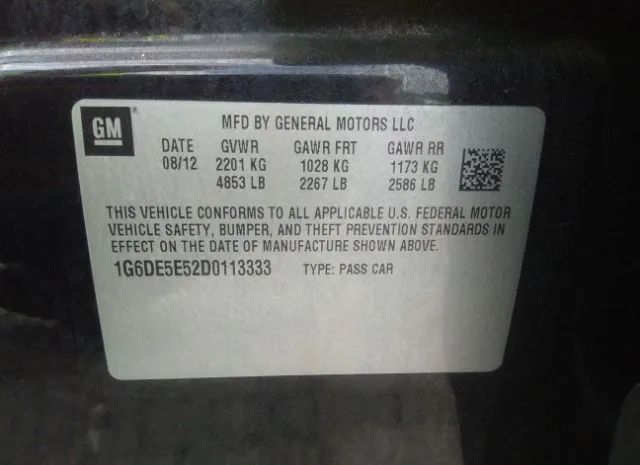 GM
MFD BY GENERAL MOTORS LLC
DATE GVWR GAWR FRT GAWR RR
08/12 2201 KG 1028 KG 1173 KG
4853 LB 2267 LB 2586 LB
THIS VEHICLE CONFORMS TO ALL APPLICABLE U.S. FEDERAL MOTOR
VEHICLE SAFETY, BUMPER, AND THEFT PREVENTION STANDARDS IN
EFFECT ON THE DATE OF MANUFACTURE SHOWN ABOVE.
1G6DE5E52D0113333 TYPE: PASS CAR